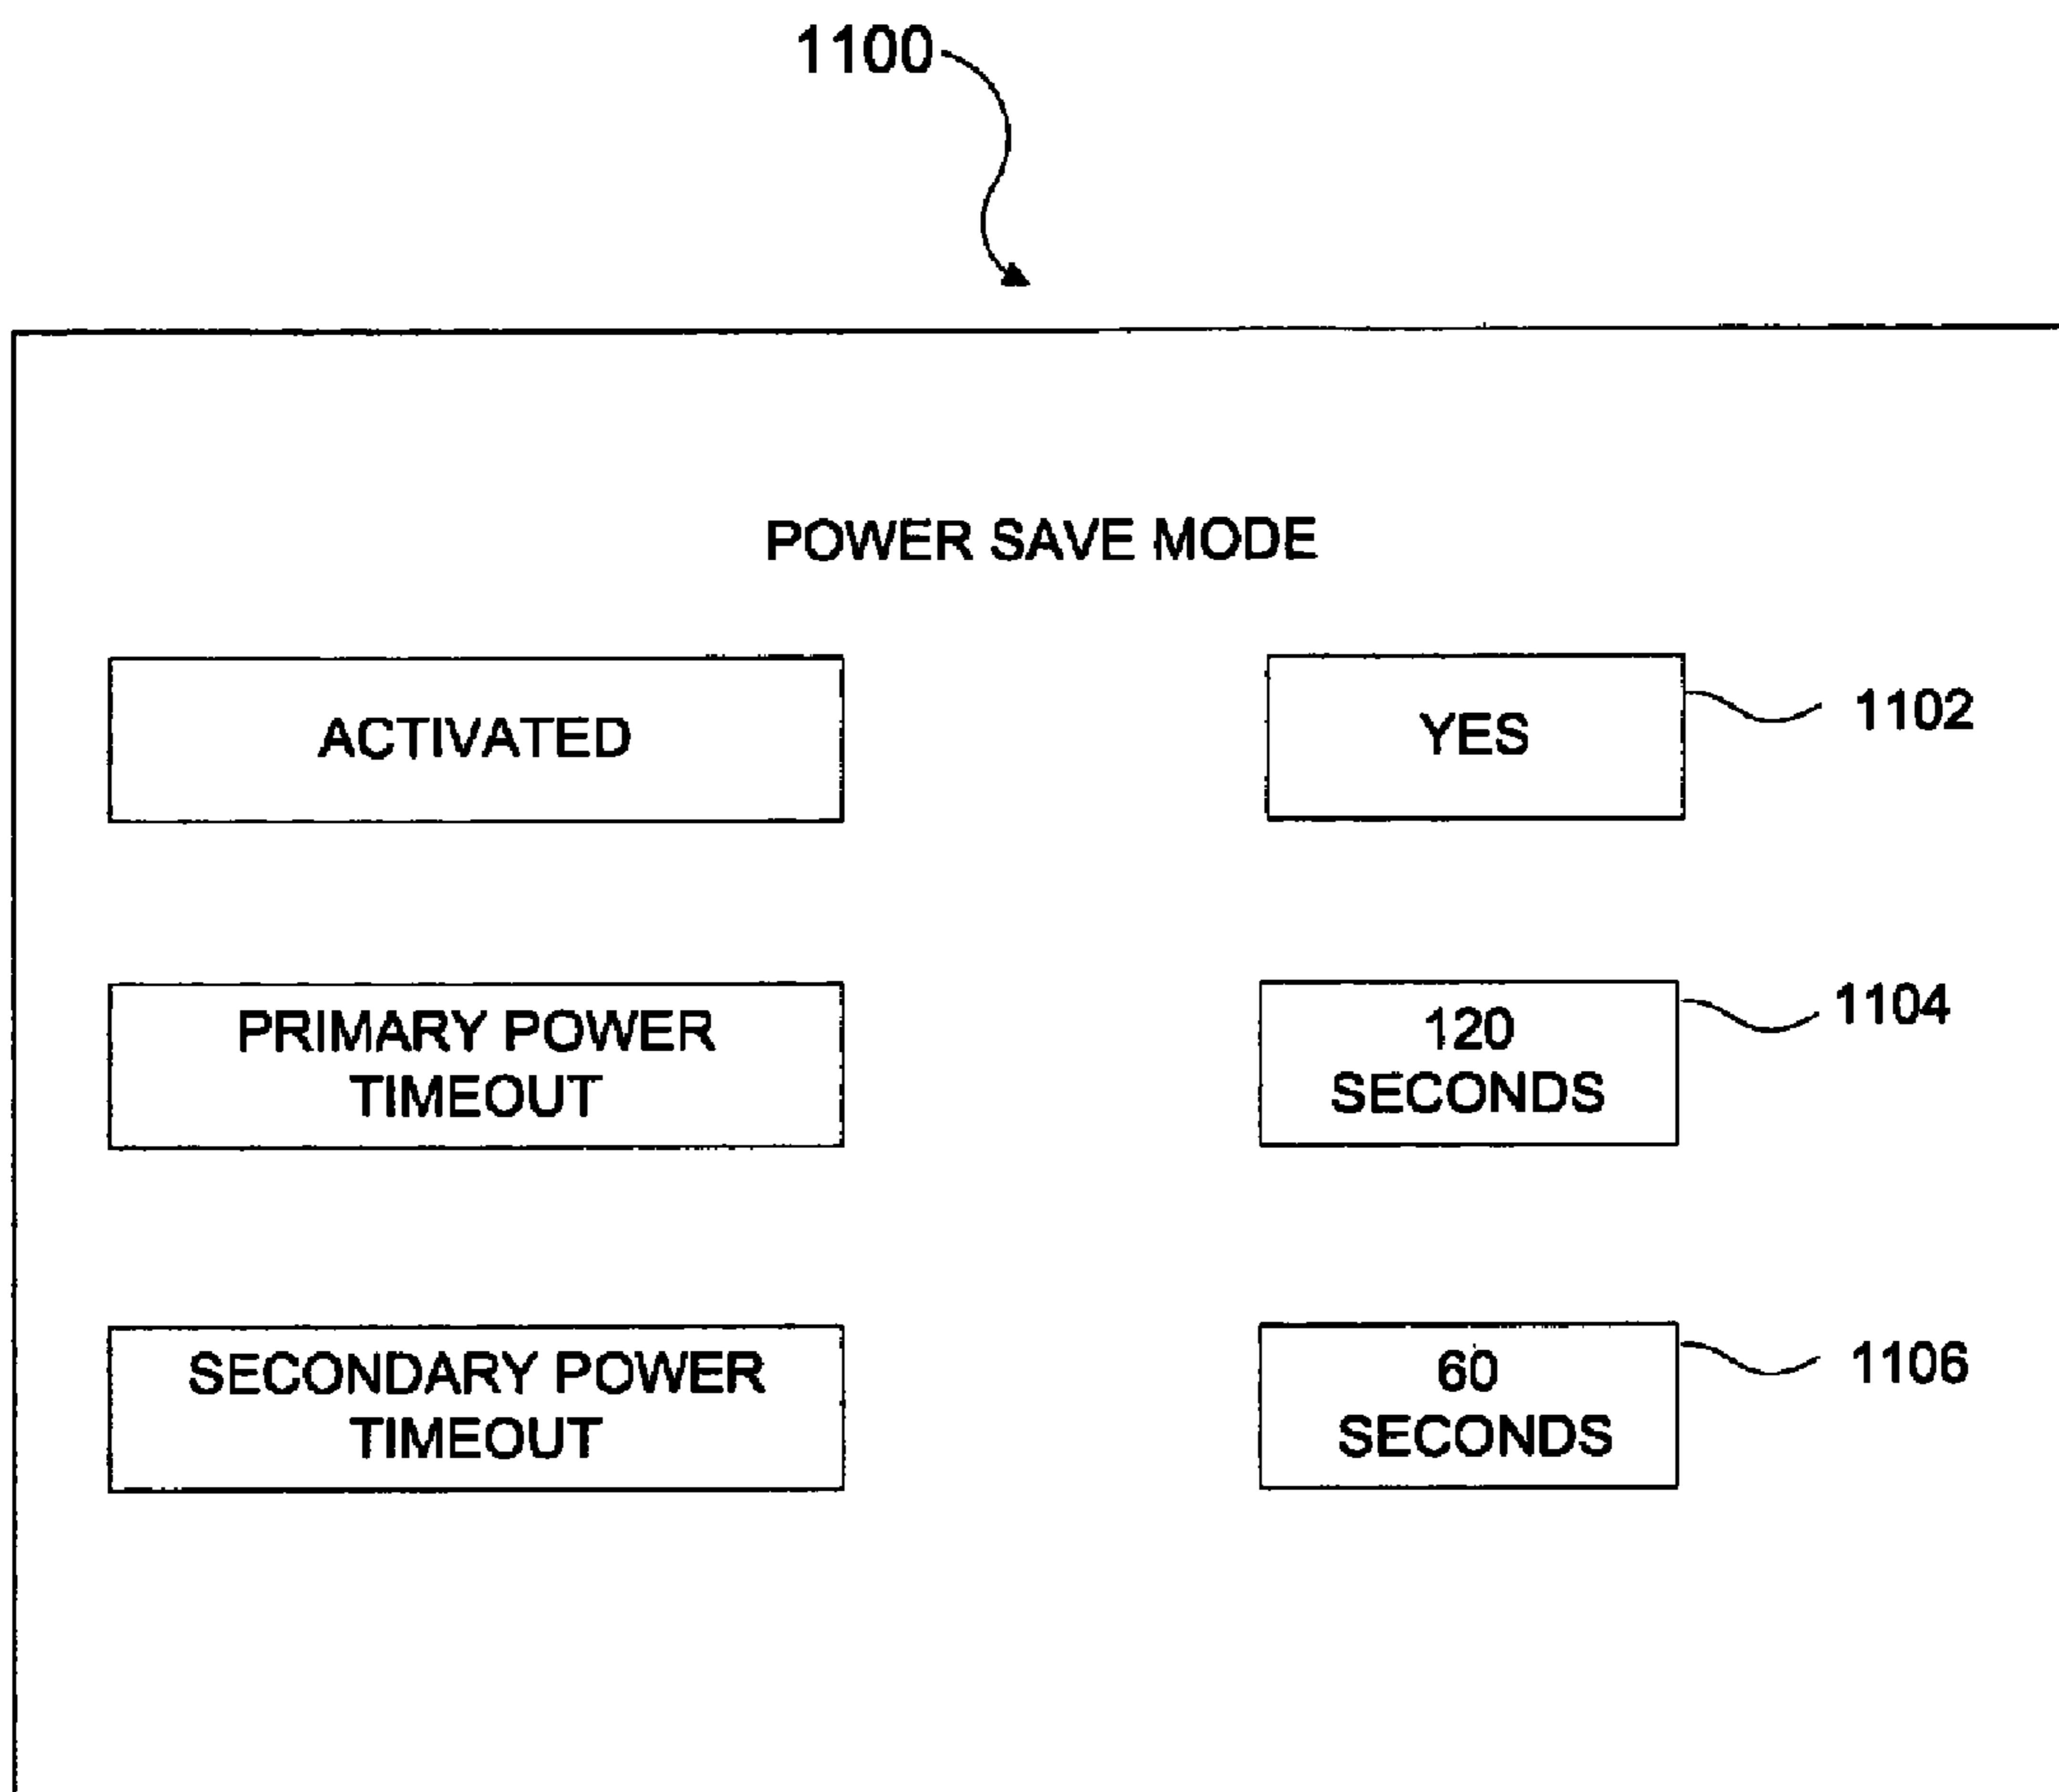 1100
POWER SAVE MODE
ACTIVATED
YES
1102
PRIMARY POWER
TIMEOUT
120
SECONDS
1104
SECONDARY POWER
TIMEOUT
60
SECONDS
1106